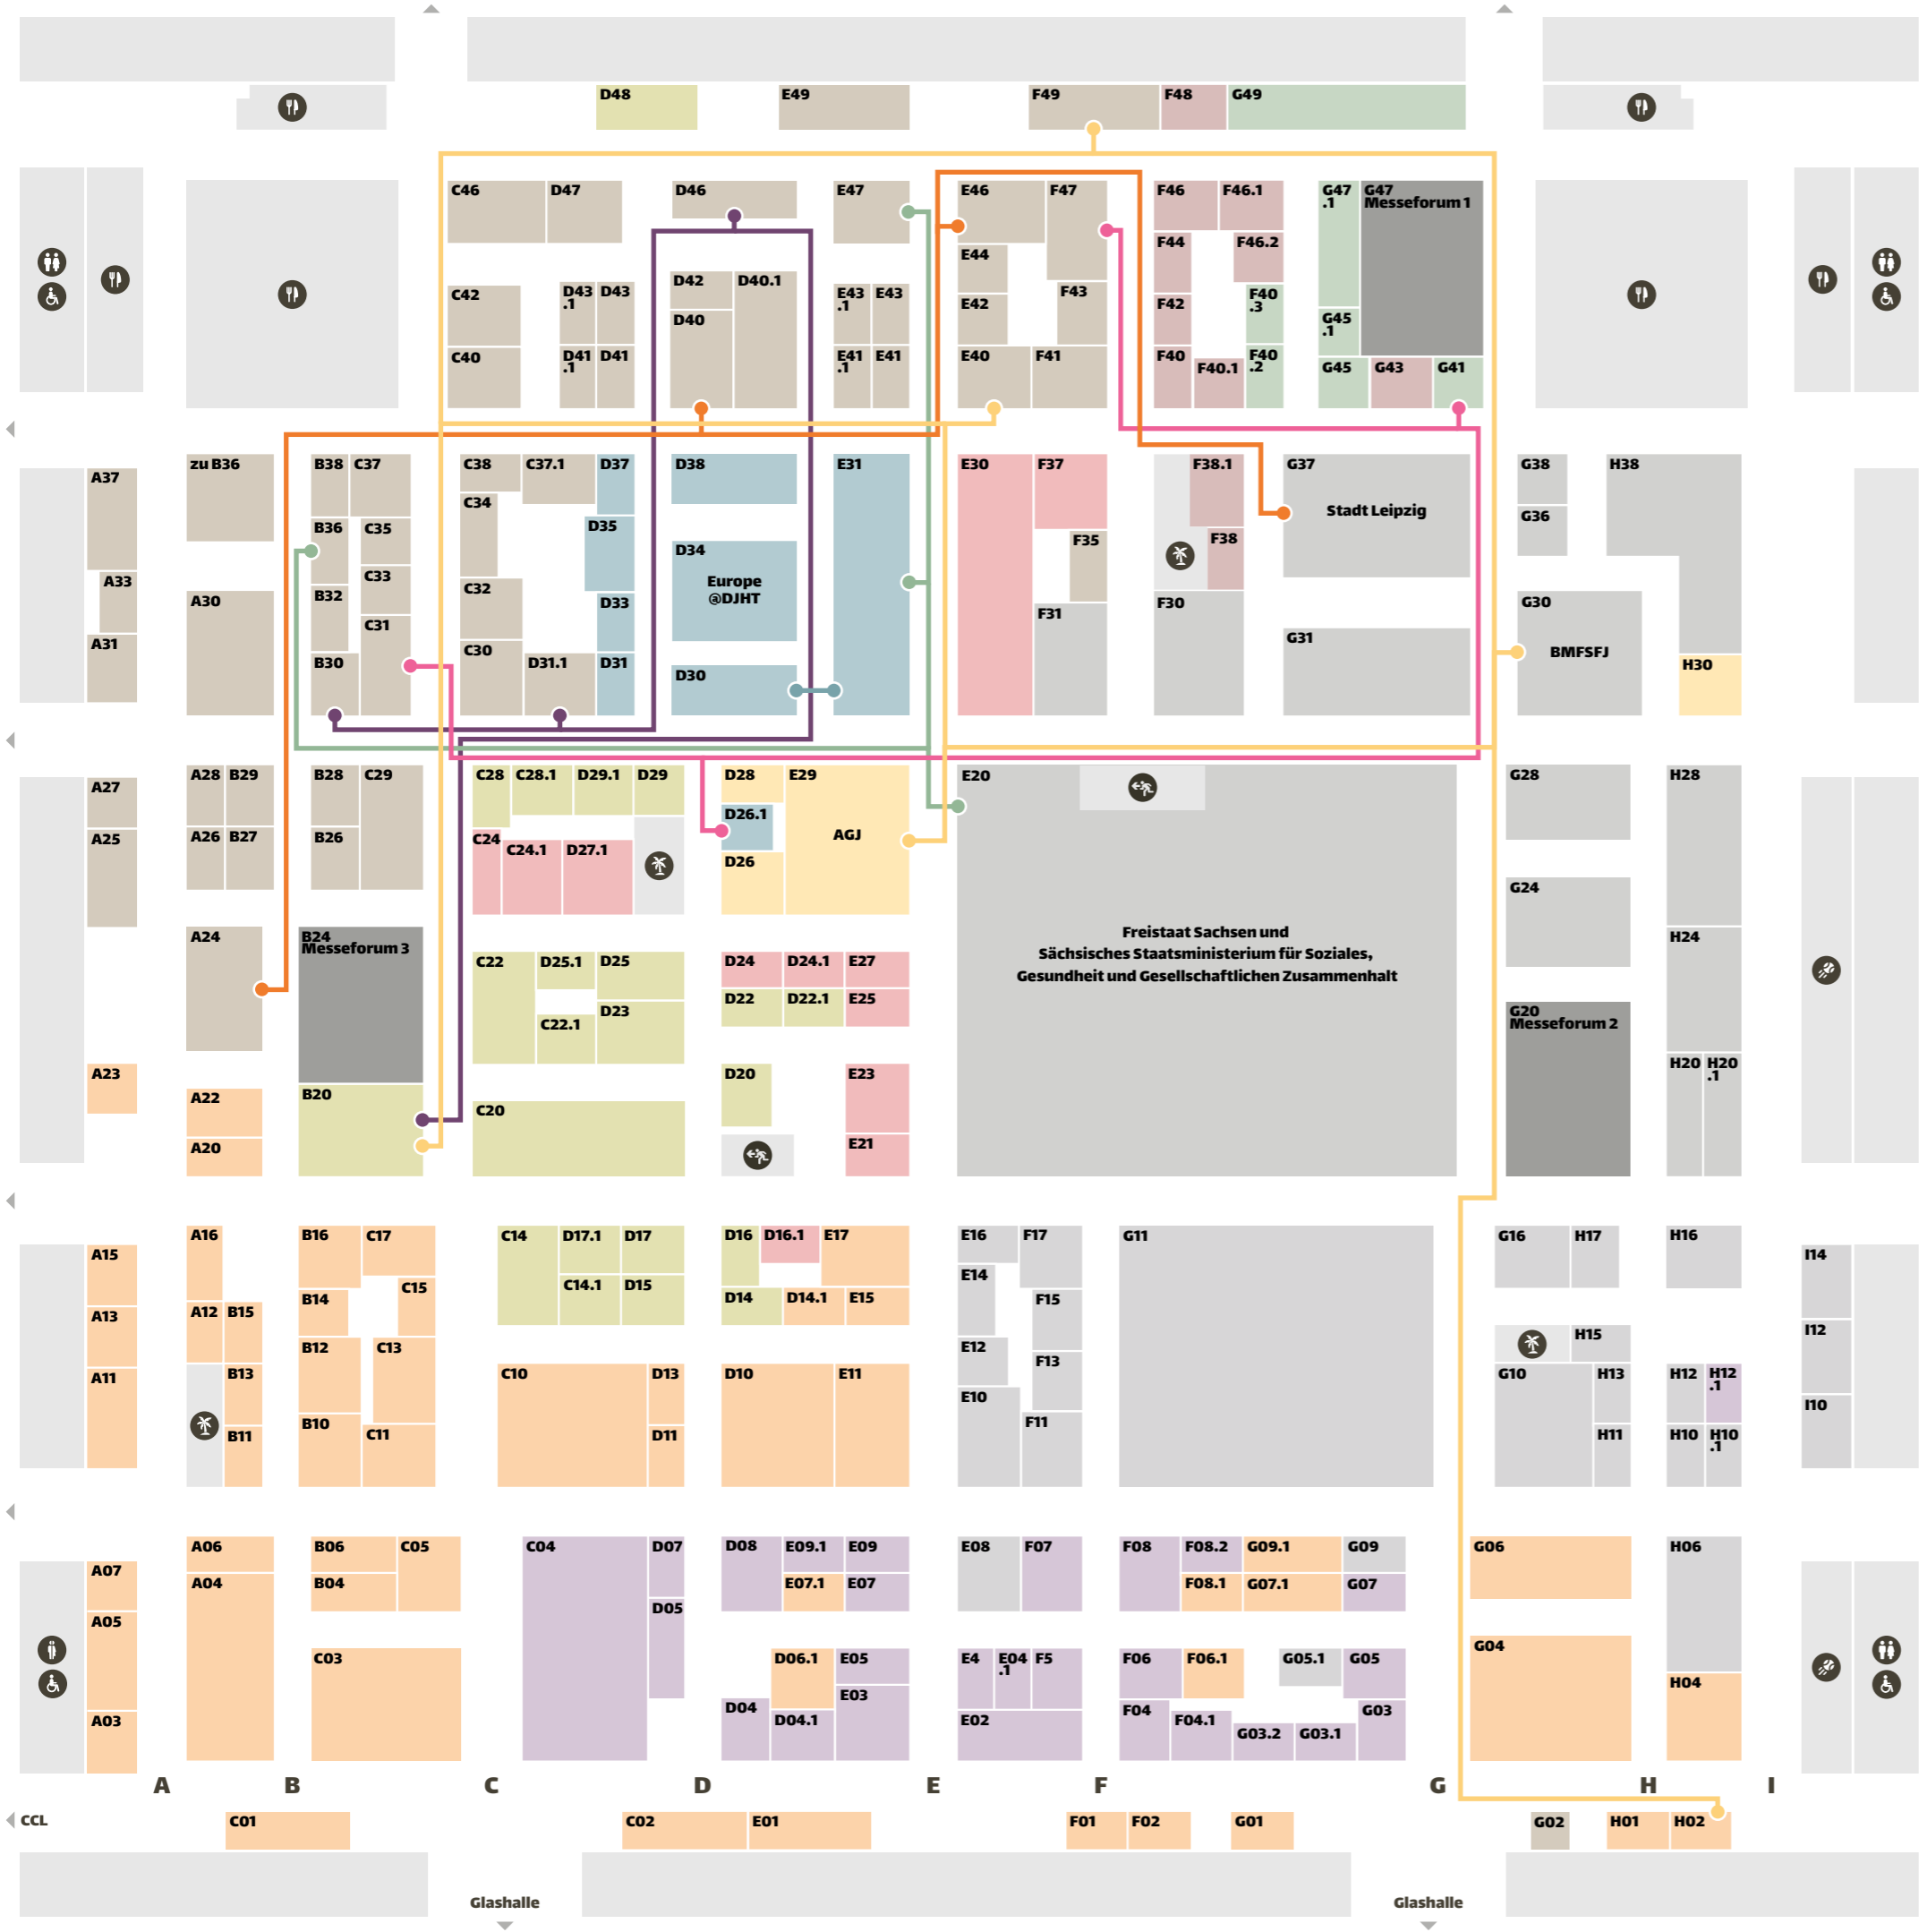 D48
E49
F49
F48
G49
C46
D47
D46
E47
E46
F47
F46
F46.1
G47
.1
G47
Messeforum 1
F44
F46.2
E44
C42
D43
.1
D43
D42
D40.1
E43
.1
E43
E42
F43
F42
F40
.3
G45
.1
D40
C40
D41
.1
D41
E41
.1
E41
E40
F41
F40
F40.1
F40
.2
G45
G43
G41
A37
zu B36
B38
C37
C38
C37.1
D37
D38
E31
E30
F37
F38.1
G37
Stadt Leipzig
G38
H38
C34
G36
B36
C35
D35
D34
Europe
@DJHT
F35
F38
A33
A30
B32
C33
C32
D33
F31
F30
G30
BMFSFJ
A31
C31
G31
B30
C30
D31.1
D31
D30
H30
A27
A28
B29
B28
C29
C28
C28.1
D29.1
D29
D28
E29
AGJ
E20
G28
H28
A25
A26
B27
B26
C24
C24.1
D27.1
D26.1
D26
G24
A24
B24
Messeforum 3
C22
D25.1
D25
D24
D24.1
E27
Freistaat Sachsen und
Sächsisches Staatsministerium für Soziales,
Gesundheit und Gesellschaftlichen Zusammenhalt
H24
D22
D22.1
E25
C22.1
D23
G20
Messeforum 2
A23
A22
B20
D20
E23
H20
H20
.1
A20
C20
E21
A15
A16
B16
C17
C14
D17.1
D17
D16
D16.1
E17
E16
F17
G11
G16
H17
H16
I14
A13
A12
B15
B14
C15
C14.1
D15
D14
D14.1
E15
E14
F15
I12
A11
B13
B12
C13
C10
D13
D10
E11
E12
F13
H15
G10
H13
H12
H12
.1
I10
B11
B10
C11
D11
E10
F11
H11
H10
H10
.1
A07
A06
B06
C05
C04
D07
D08
E09.1
E09
E08
F07
F08
F08.2
G09.1
G09
G06
H06
A04
B04
E07.1
E07
F08.1
G07.1
G07
A05
D05
C03
D06.1
E05
E4
E04
.1
F5
F06
F06.1
G05.1
G05
G04
H04
A03
D04
D04.1
E03
E02
F04
F04.1
G03.2
G03.1
G03
A
B
C
D
E
F
G
H
I
CCL
C01
C02
E01
F01
F02
G01
G02
H01
H02
Glashalle
Glashalle